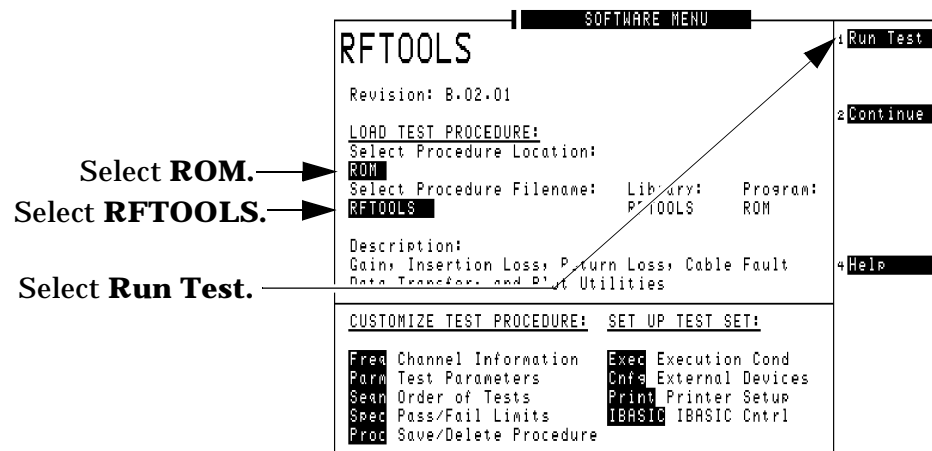 SOFTWARE MENU
RFTOOLS
1 Run Test
Revision: B.02.01
2 Continue
LOAD TEST PROCEDURE:
Select Procedure Location:
Select ROM.
ROM
Select Procedure Filename: Library: Program:
Select RFTOOLS.
RFTOOLS RFTOOLS ROM
Description:
Gain, Insertion Loss, Return Loss, Cable Fault
4 Help
Data Transfer, and Plot Utilities
Select Run Test.
CUSTOMIZE TEST PROCEDURE: SET UP TEST SET:
Freq Channel Information Exec Execution Cond
Parm Test Parameters Cnfg External Devices
Seqn Order of Tests Print Printer Setup
Spec Pass/Fail Limits IBASIC IBASIC Cntrl
Proc Save/Delete Procedure